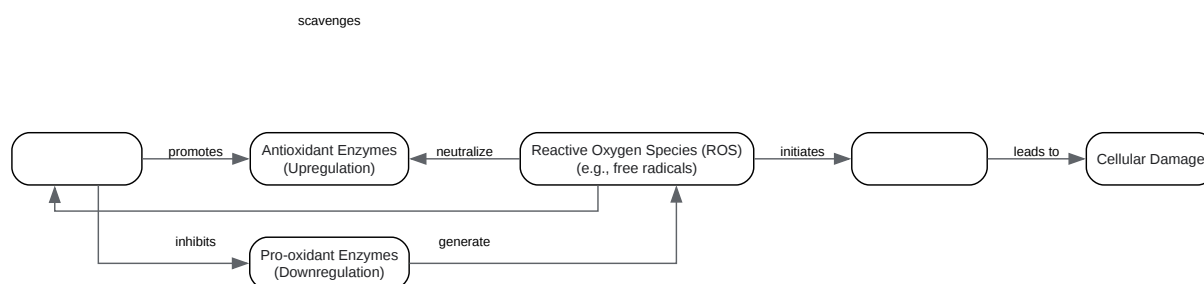 scavenges
promotes
Antioxidant Enzymes
(Upregulation)
neutralize
Reactive Oxygen Species (ROS)
(e.g., free radicals)
initiates
leads to
Cellular Damage
inhibits
generate
Pro-oxidant Enzymes
(Downregulation)